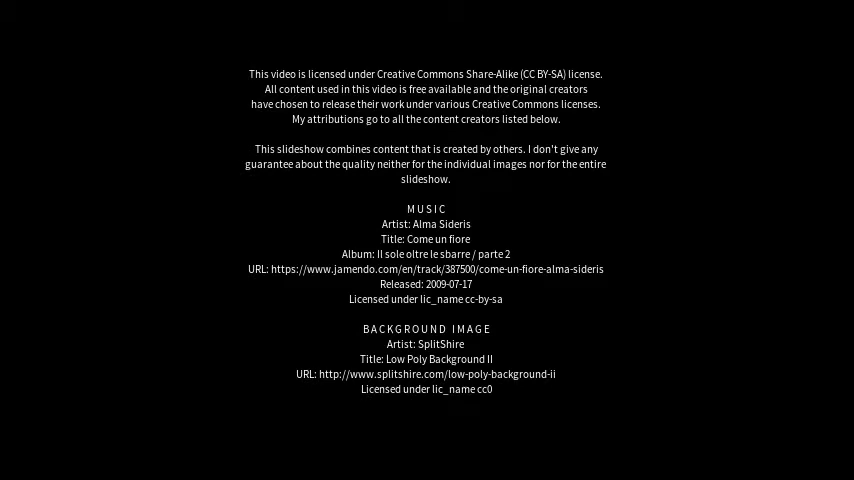 This video is licensed under Creative Commons Share-Alike (CC BY-SA) license.
All content used in this video is free available and the original creators
have chosen to release their work under various Creative Commons licenses.
My attributions go to all the content creators listed below.
This slideshow combines content that is created by others. I don't give any
guarantee about the quality neither for the individual images nor for the entire
slideshow.
MUSIC
Artist: Alma Sideris
Title: Come un fiore
Album: Il sole oltre le sbarre / parte 2
URL: https://www.jamendo.com/en/track/387500/come-un-fiore-alma-sideris
Released: 2009-07-17
Licensed under lic_name cc-by-sa
BACKGROUND IMAGE
Artist: SplitShire
Title: Low Poly Background II
URL: http://www.splitshire.com/low-poly-background-ii
Licensed under lic_name cc0